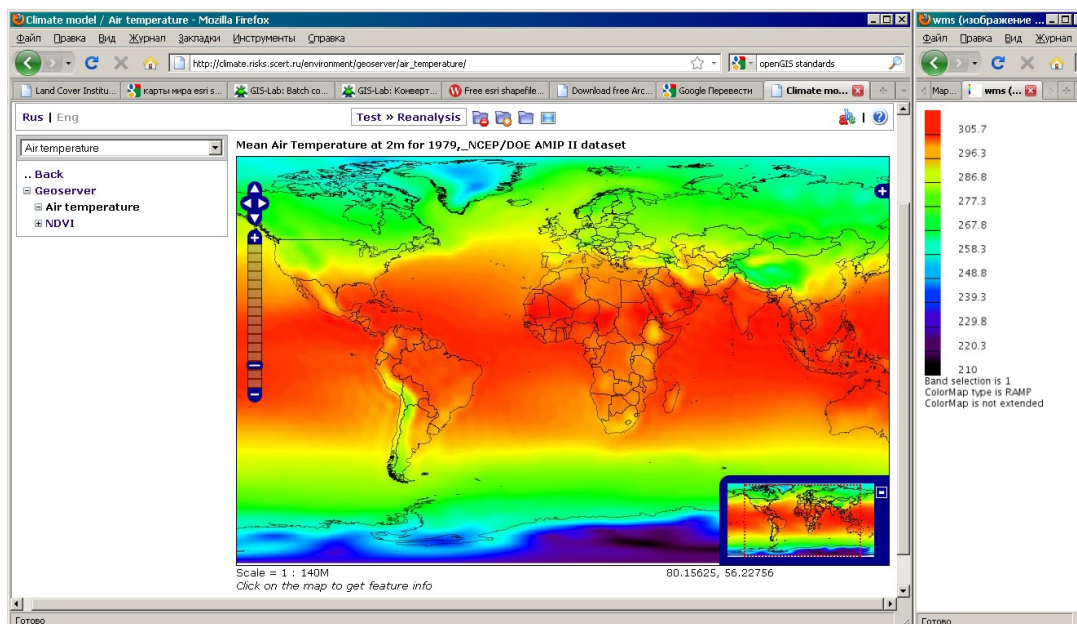 Climate model / Air temperature - Mozilla Firefox
Файл Правка Вид Журнал Закладки Инструменты Справка
http://climate.risks.scert.ru/environment/geoserver/air_temperature/
openGIS standards
Land Cover Institu... карты мира esri s... GIS-Lab: Batch co... GIS-Lab: Конверт... Free esri shapefile... Download free Arc... Google Перевести Climate mo...
Rus | Eng
Test » Reanalysis
Air temperature
.. Back
Geoserver
Air temperature
NDVI
Mean Air Temperature at 2m for 1979,_NCEP/DOE AMIP II dataset
Scale = 1 : 140M
80.15625, 56.22756
Click on the map to get feature info
Готово
wms (изображение ...
Файл Правка Вид Журнал
Мар... wms (...
305.7
296.3
286.8
277.3
267.8
258.3
248.8
239.3
229.8
220.3
210
Band selection is 1
ColorMap type is RAMP
ColorMap is not extended
Готово